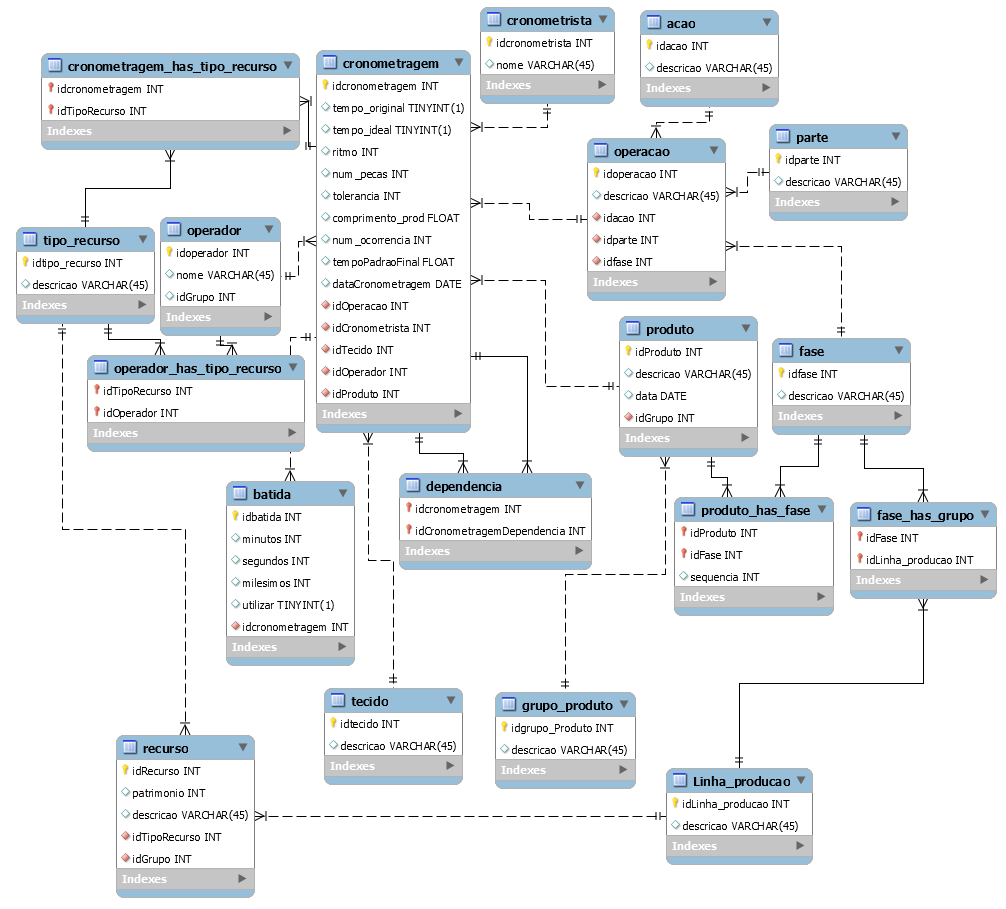 cronometrista
idcronometrista INT
nome VARCHAR(45)
Indexes
acao
idacao INT
descricao VARCHAR(45)
Indexes
cronometragem_has_tipo_recurso
idcronometragem INT
idTipoRecurso INT
Indexes
cronometragem
idcronometragem INT
tempo_original TINYINT(1)
tempo_ideal TINYINT(1)
ritmo INT
num_pecas INT
tolerancia INT
comprimento_prod FLOAT
num_ocorrencia INT
tempoPadraoFinal FLOAT
dataCronometragem DATE
idOperacao INT
idCronometrista INT
idTecido INT
idOperador INT
idProduto INT
Indexes
operacao
idoperacao INT
descricao VARCHAR(45)
idacao INT
idparte INT
idfase INT
Indexes
parte
idparte INT
descricao VARCHAR(45)
Indexes
tipo_recurso
idtipo_recurso INT
descricao VARCHAR(45)
Indexes
operador
idoperador INT
nome VARCHAR(45)
idGrupo INT
Indexes
operador_has_tipo_recurso
idTipoRecurso INT
idOperador INT
Indexes
produto
idProduto INT
descricao VARCHAR(45)
data DATE
idGrupo INT
Indexes
fase
idfase INT
descricao VARCHAR(45)
Indexes
batida
idbatida INT
minutos INT
segundos INT
milesimos INT
utilizar TINYINT(1)
idcronometragem INT
Indexes
dependencia
idcronometragem INT
idCronometragemDependencia INT
Indexes
produto_has_fase
idProduto INT
idFase INT
sequencia INT
Indexes
fase_has_grupo
idFase INT
idLinha_producao INT
Indexes
tecido
idtecido INT
descricao VARCHAR(45)
Indexes
grupo_produto
idgrupo_Produto INT
descricao VARCHAR(45)
Indexes
recurso
idRecurso INT
patrimonio INT
descricao VARCHAR(45)
idTipoRecurso INT
idGrupo INT
Indexes
Linha_producao
idLinha_producao INT
descricao VARCHAR(45)
Indexes